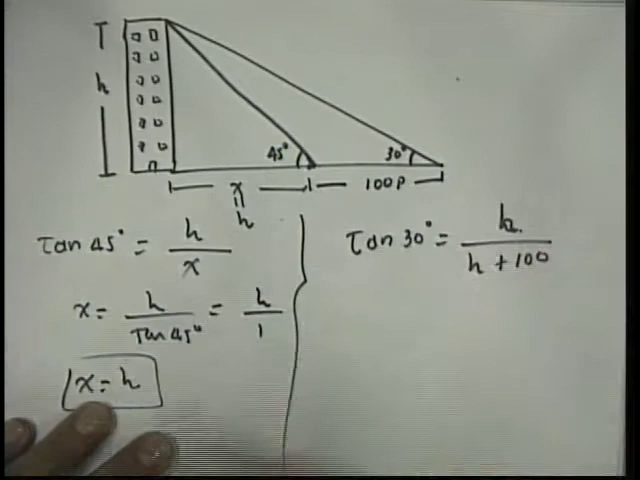 h
45°
30°
x
100P
||
h
Tan 45° = h / x
x = h / Tan 45° = h / 1
x = h
Tan 30° = h / h + 100